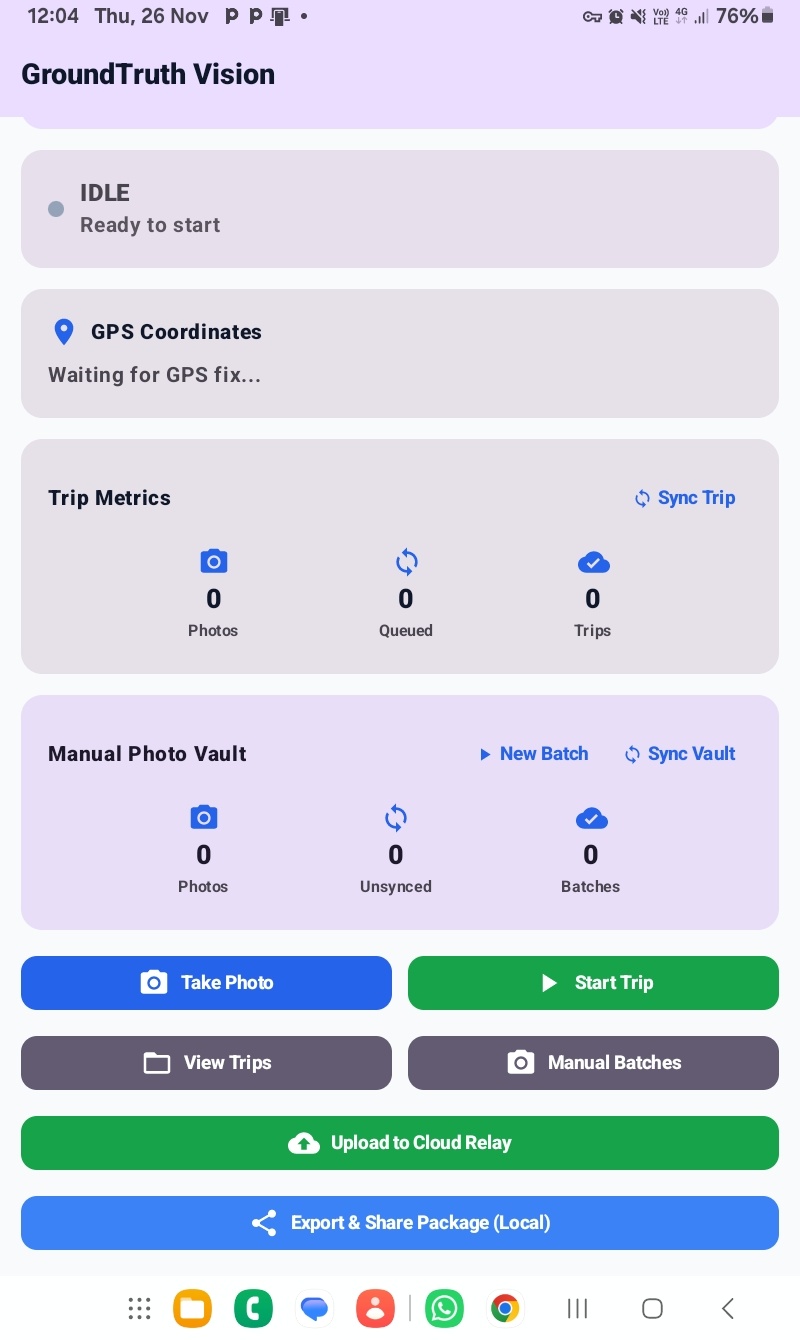 12:04 Thu, 26 Nov
Vo)) LTE 4G 76%
GroundTruth Vision
IDLE
Ready to start
GPS Coordinates
Waiting for GPS fix...
Trip Metrics
Sync Trip
0 0 0
Photos Queued Trips
Manual Photo Vault
New Batch Sync Vault
0 0 0
Photos Unsynced Batches
Take Photo
Start Trip
View Trips
Manual Batches
Upload to Cloud Relay
Export & Share Package (Local)